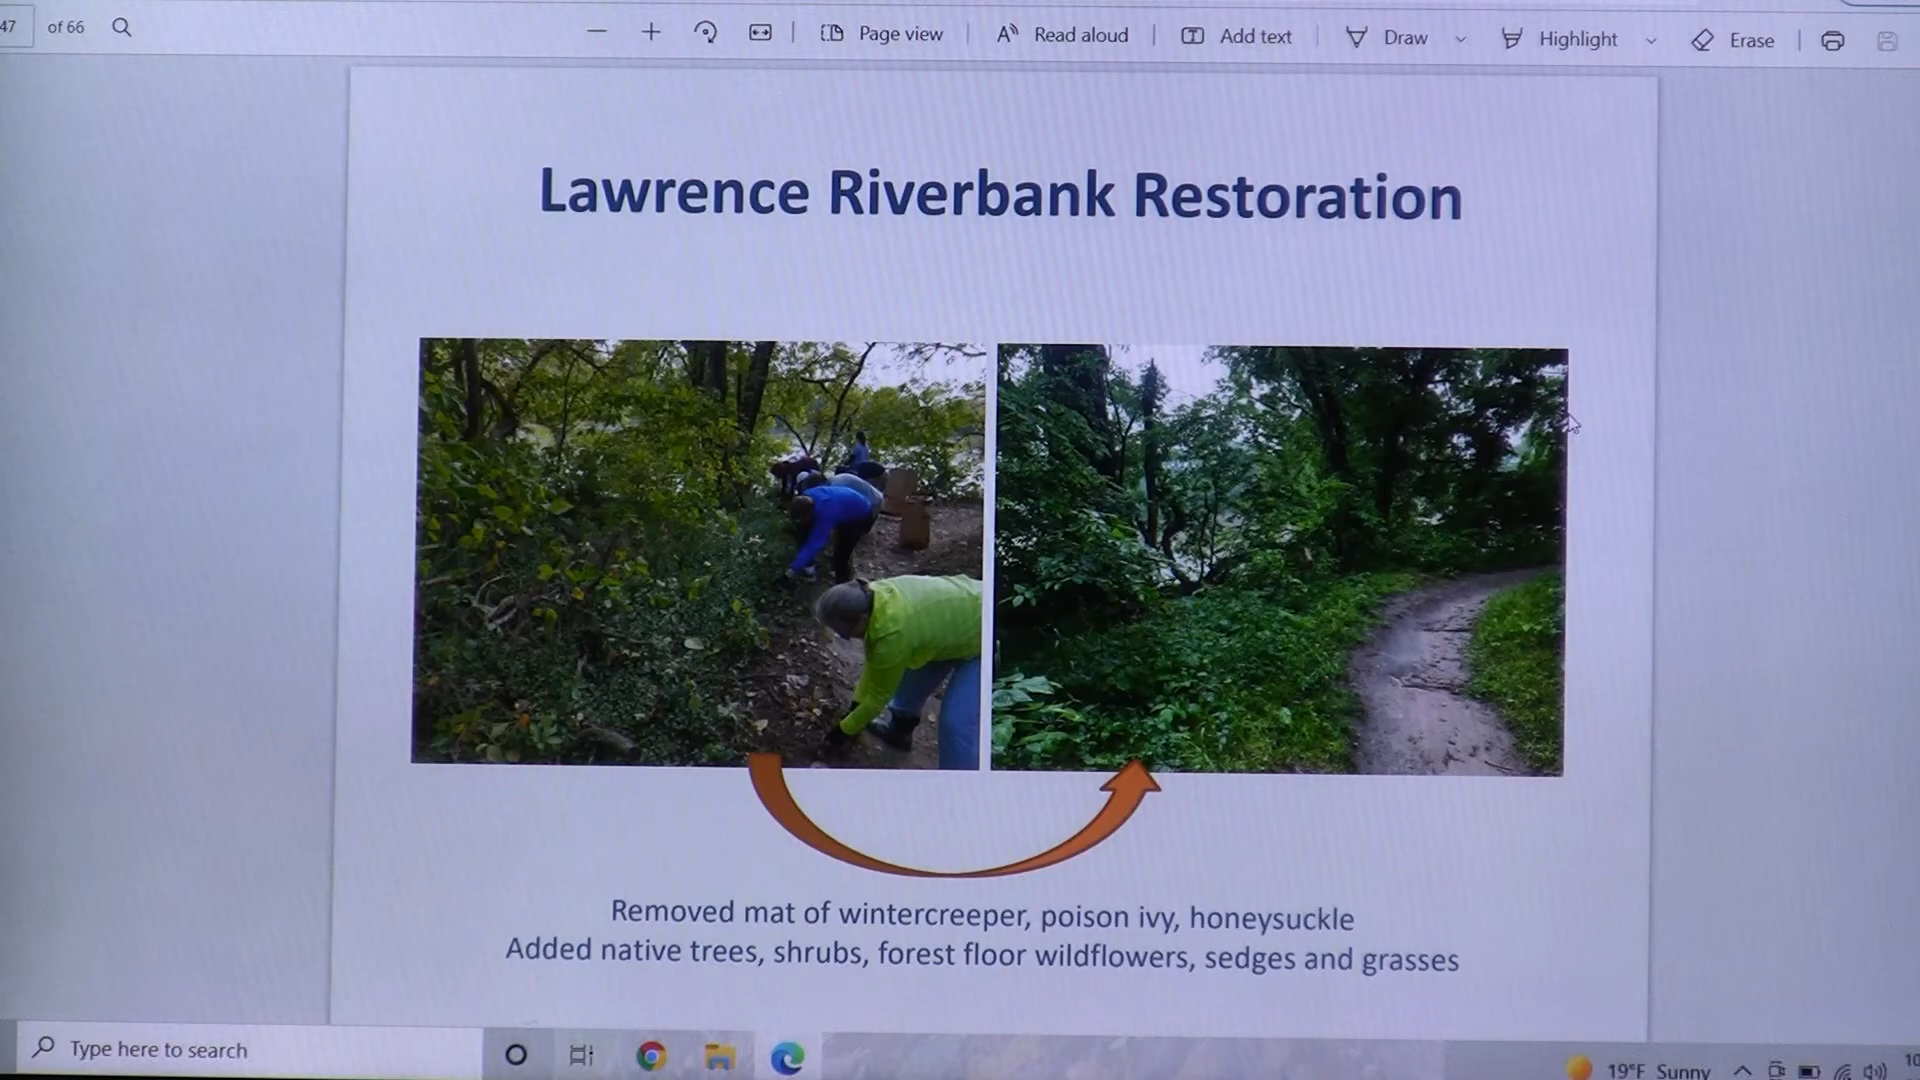 47 of 66
Page view
Read aloud
Add text
Draw
Highlight
Erase
Lawrence Riverbank Restoration
Removed mat of wintercreeper, poison ivy, honeysuckle
Added native trees, shrubs, forest floor wildflowers, sedges and grasses
Type here to search
19°F Sunny